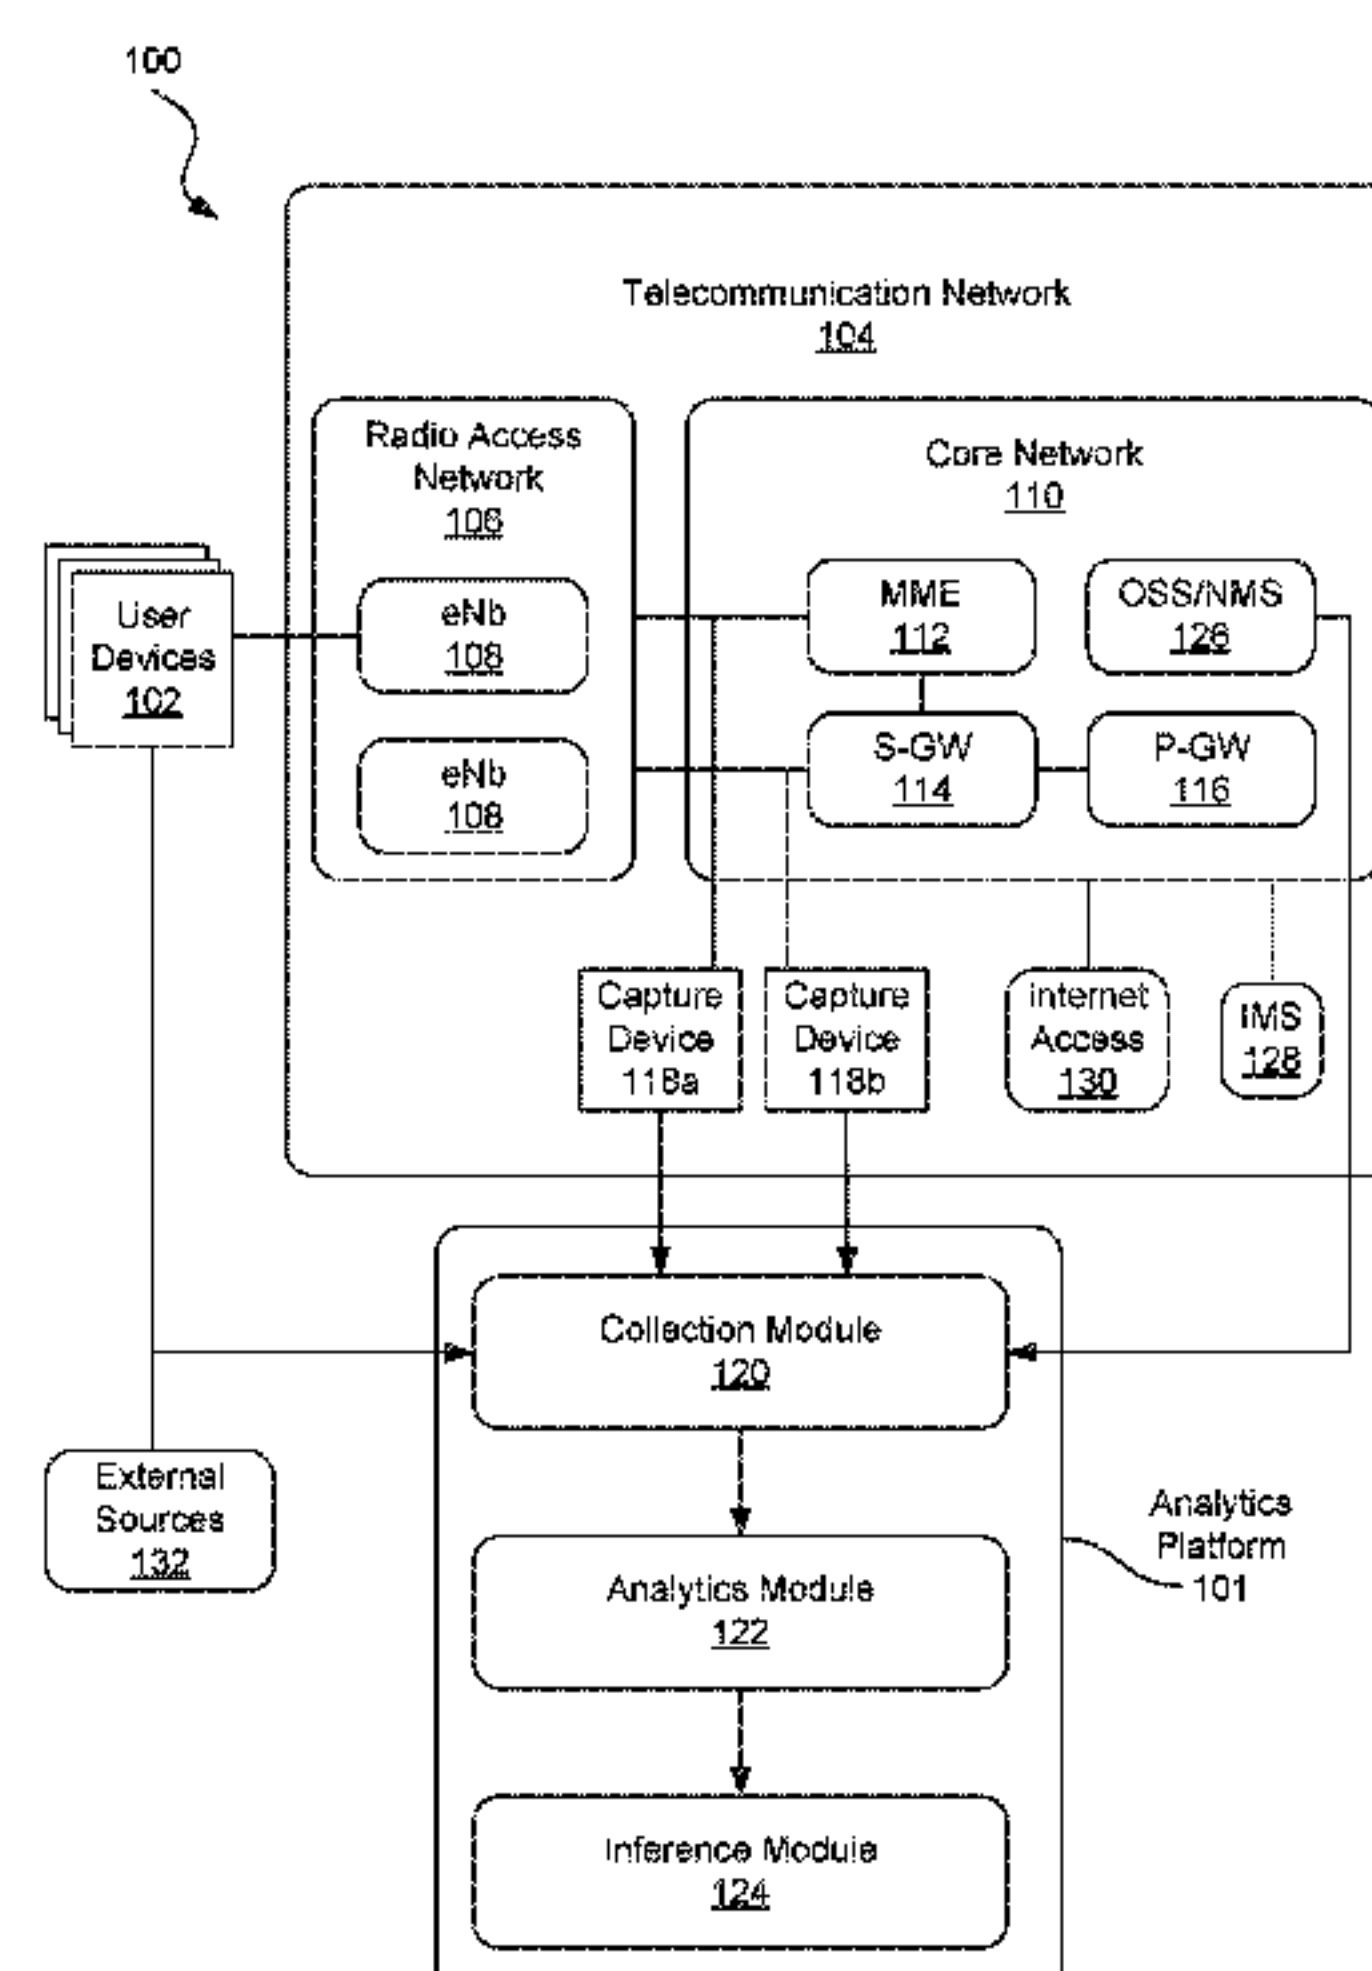 100
Telecommunication Network
104
Radio Access
Network
106
Core Network
110
User
Devices
102
eNb
108
eNb
108
MME
112
OSS/NMS
126
S-GW
114
P-GW
116
Capture
Device
118a
Capture
Device
118b
internet
Access
130
IMS
128
Collection Module
120
External
Sources
132
Analytics
Platform
101
Analytics Module
122
Inference Module
124